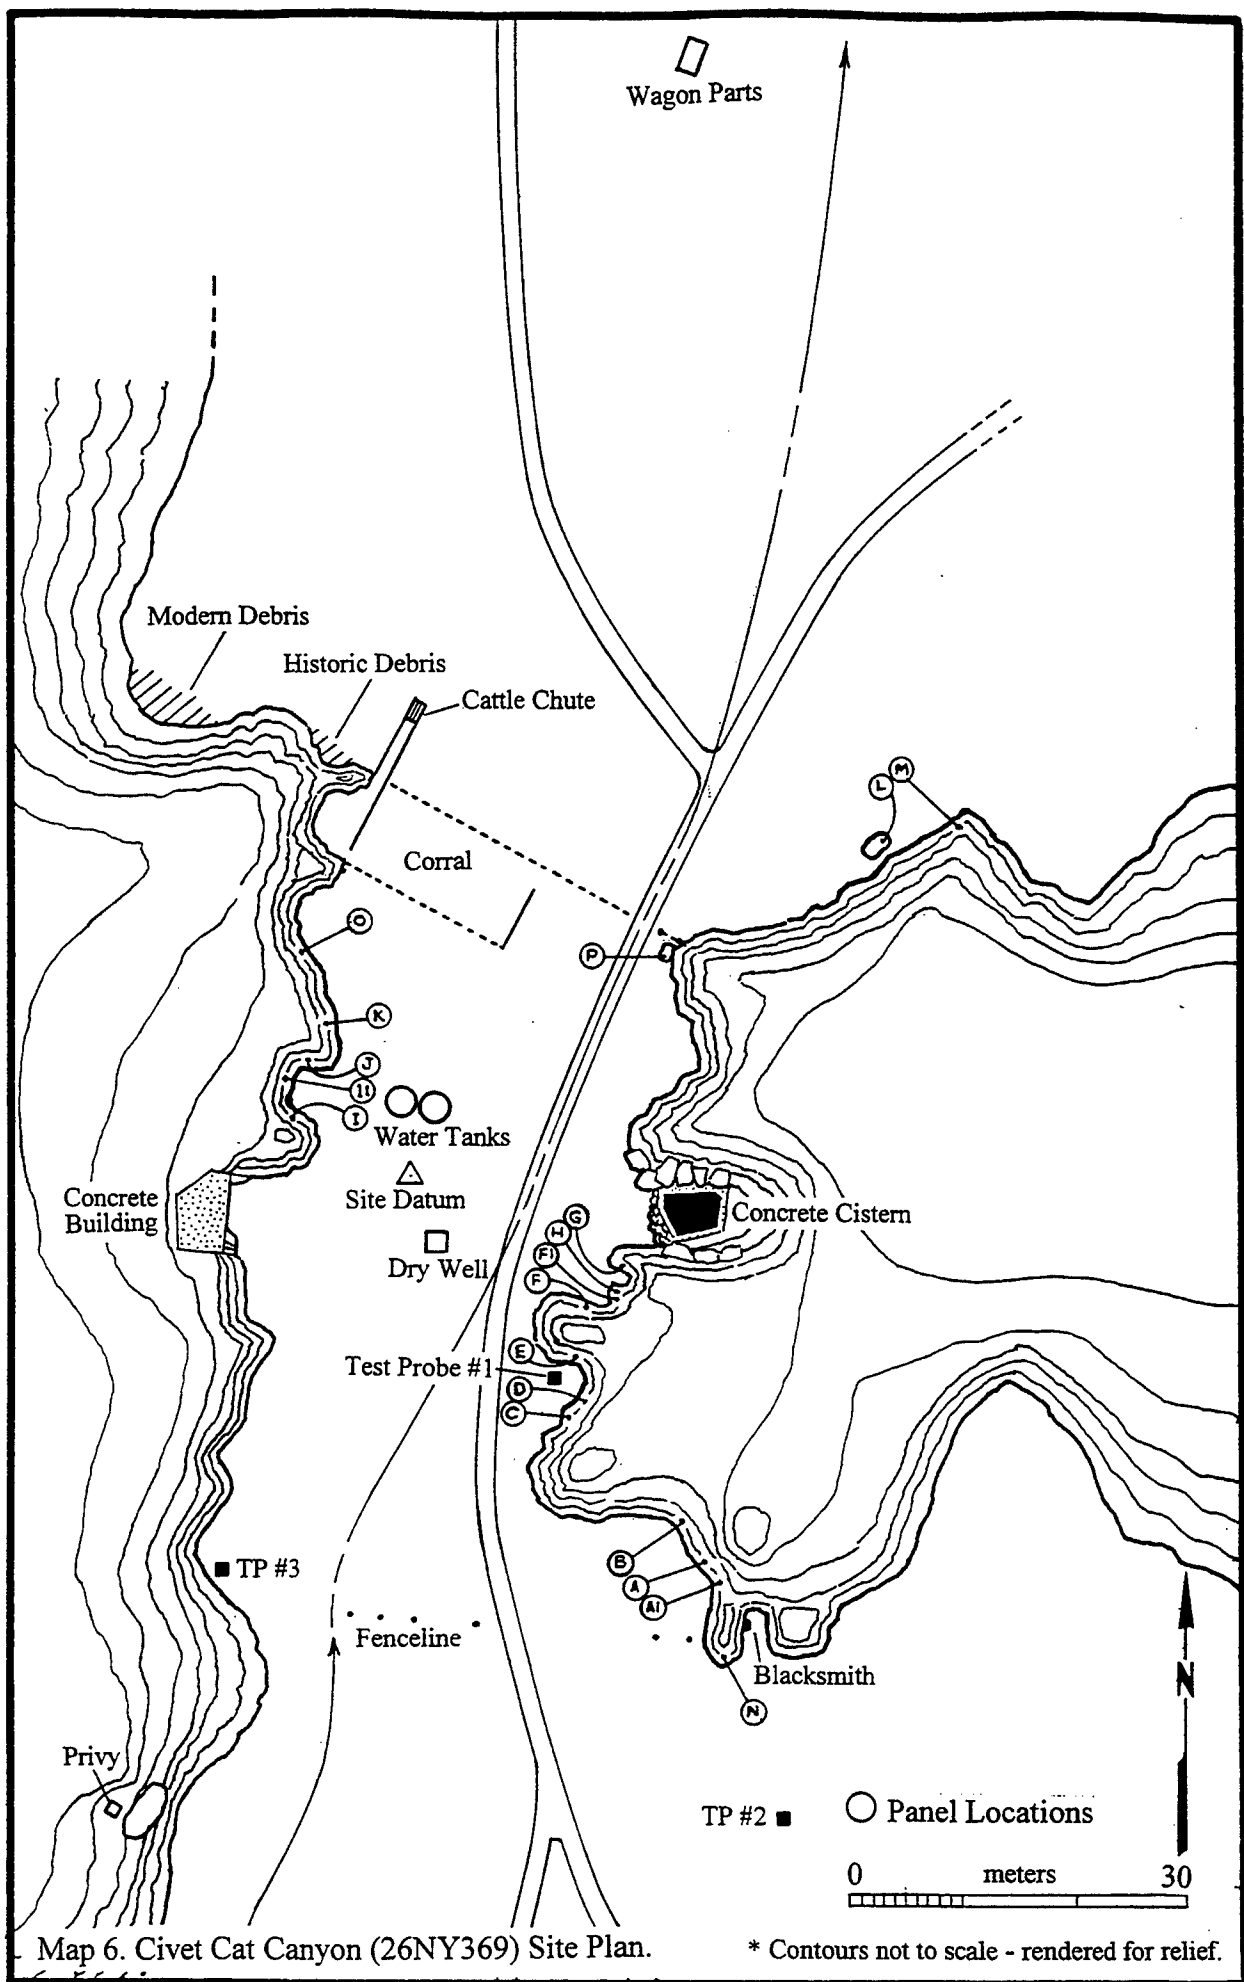 Wagon Parts
Modern Debris
Historic Debris
Cattle Chute
M
L
Corral
O
P
K
J
I1
I
Water Tanks
Site Datum
Concrete
Building
Concrete Cistern
G
H
F1
F
Dry Well
E
Test Probe #1
D
C
B
A
A1
TP #3
Fenceline
Blacksmith
N
N
Privy
TP #2
Panel Locations
0 meters 30
Map 6. Civet Cat Canyon (26NY369) Site Plan.
* Contours not to scale - rendered for relief.